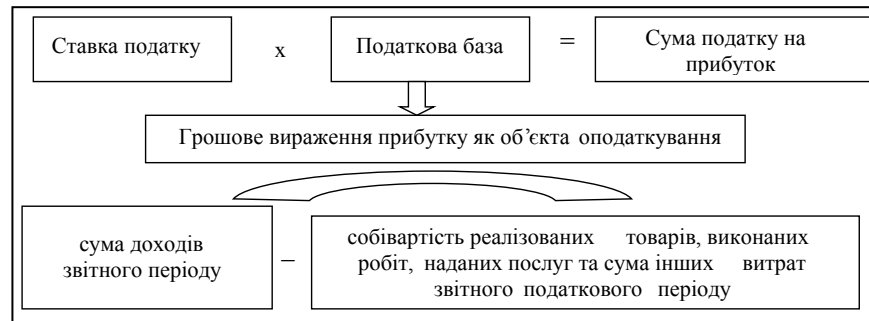 Ставка податку х Податкова база = Сума податку на
прибуток
Грошове вираження прибутку як об’єкта оподаткування
сума доходів
звітного періоду
–
собівартість реалізованих товарів, виконаних
робіт, наданих послуг та сума інших витрат
звітного податкового періоду